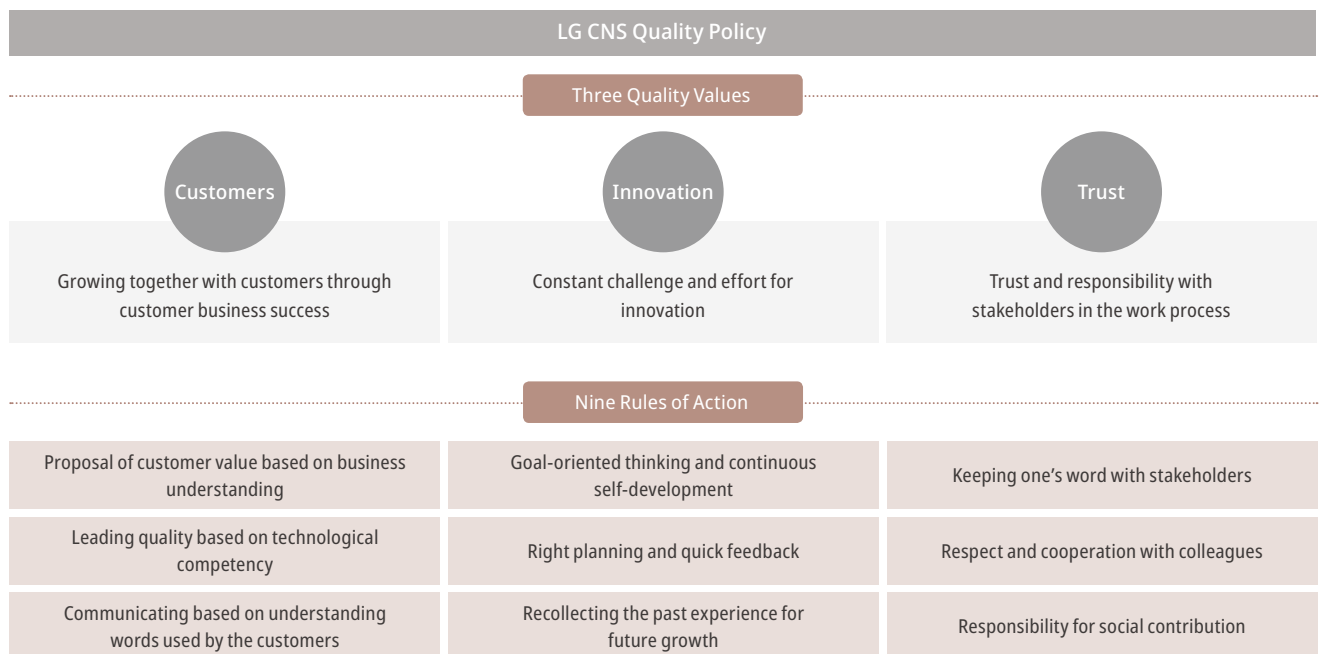 LG CNS Quality Policy
Three Quality Values
Customers
Growing together with customers through
customer business success
Innovation
Constant challenge and effort for
innovation
Trust
Trust and responsibility with
stakeholders in the work process
Nine Rules of Action
Proposal of customer value based on business
understanding
Goal-oriented thinking and continuous
self-development
Keeping one’s word with stakeholders
Leading quality based on technological
competency
Right planning and quick feedback
Respect and cooperation with colleagues
Communicating based on understanding
words used by the customers
Recollecting the past experience for
future growth
Responsibility for social contribution